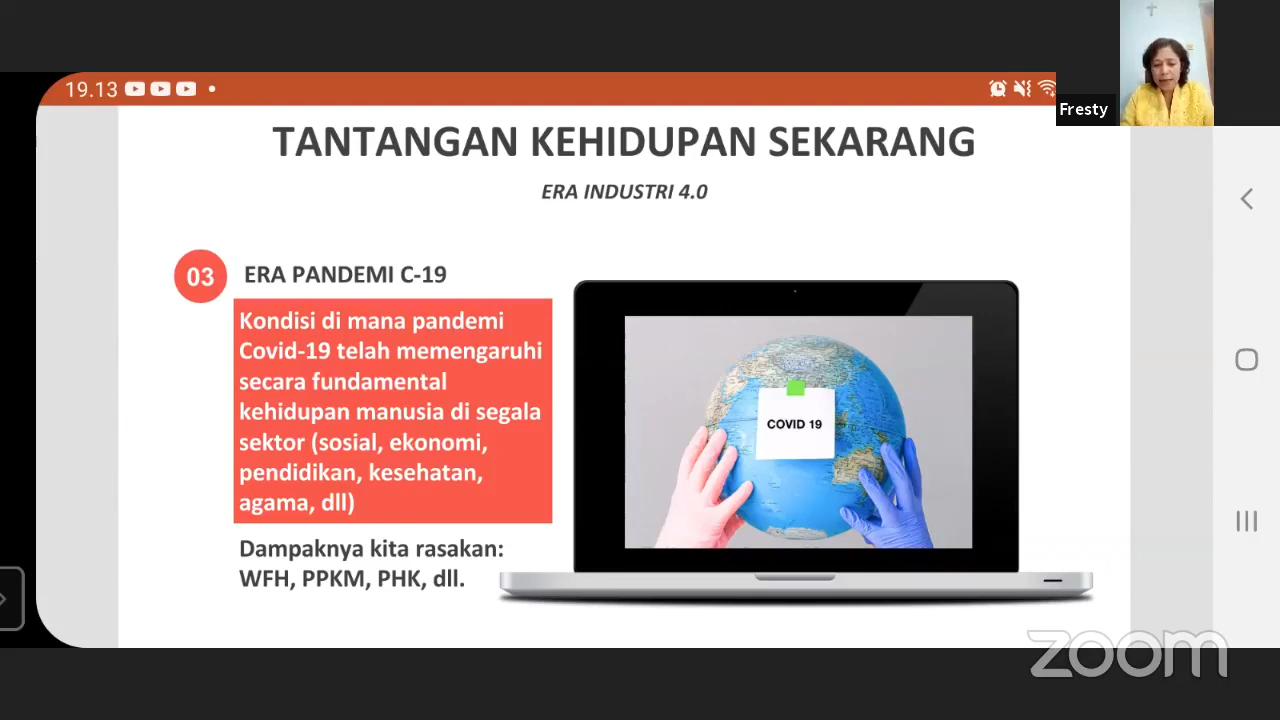 19.13
Fresty
TANTANGAN KEHIDUPAN SEKARANG
ERA INDUSTRI 4.0
03
ERA PANDEMI C-19
Kondisi di mana pandemi
Covid-19 telah memengaruhi
secara fundamental
kehidupan manusia di segala
sektor (sosial, ekonomi,
pendidikan, kesehatan,
agama, dll)
Dampaknya kita rasakan:
WFH, PPKM, PHK, dll.
COVID 19
zoom